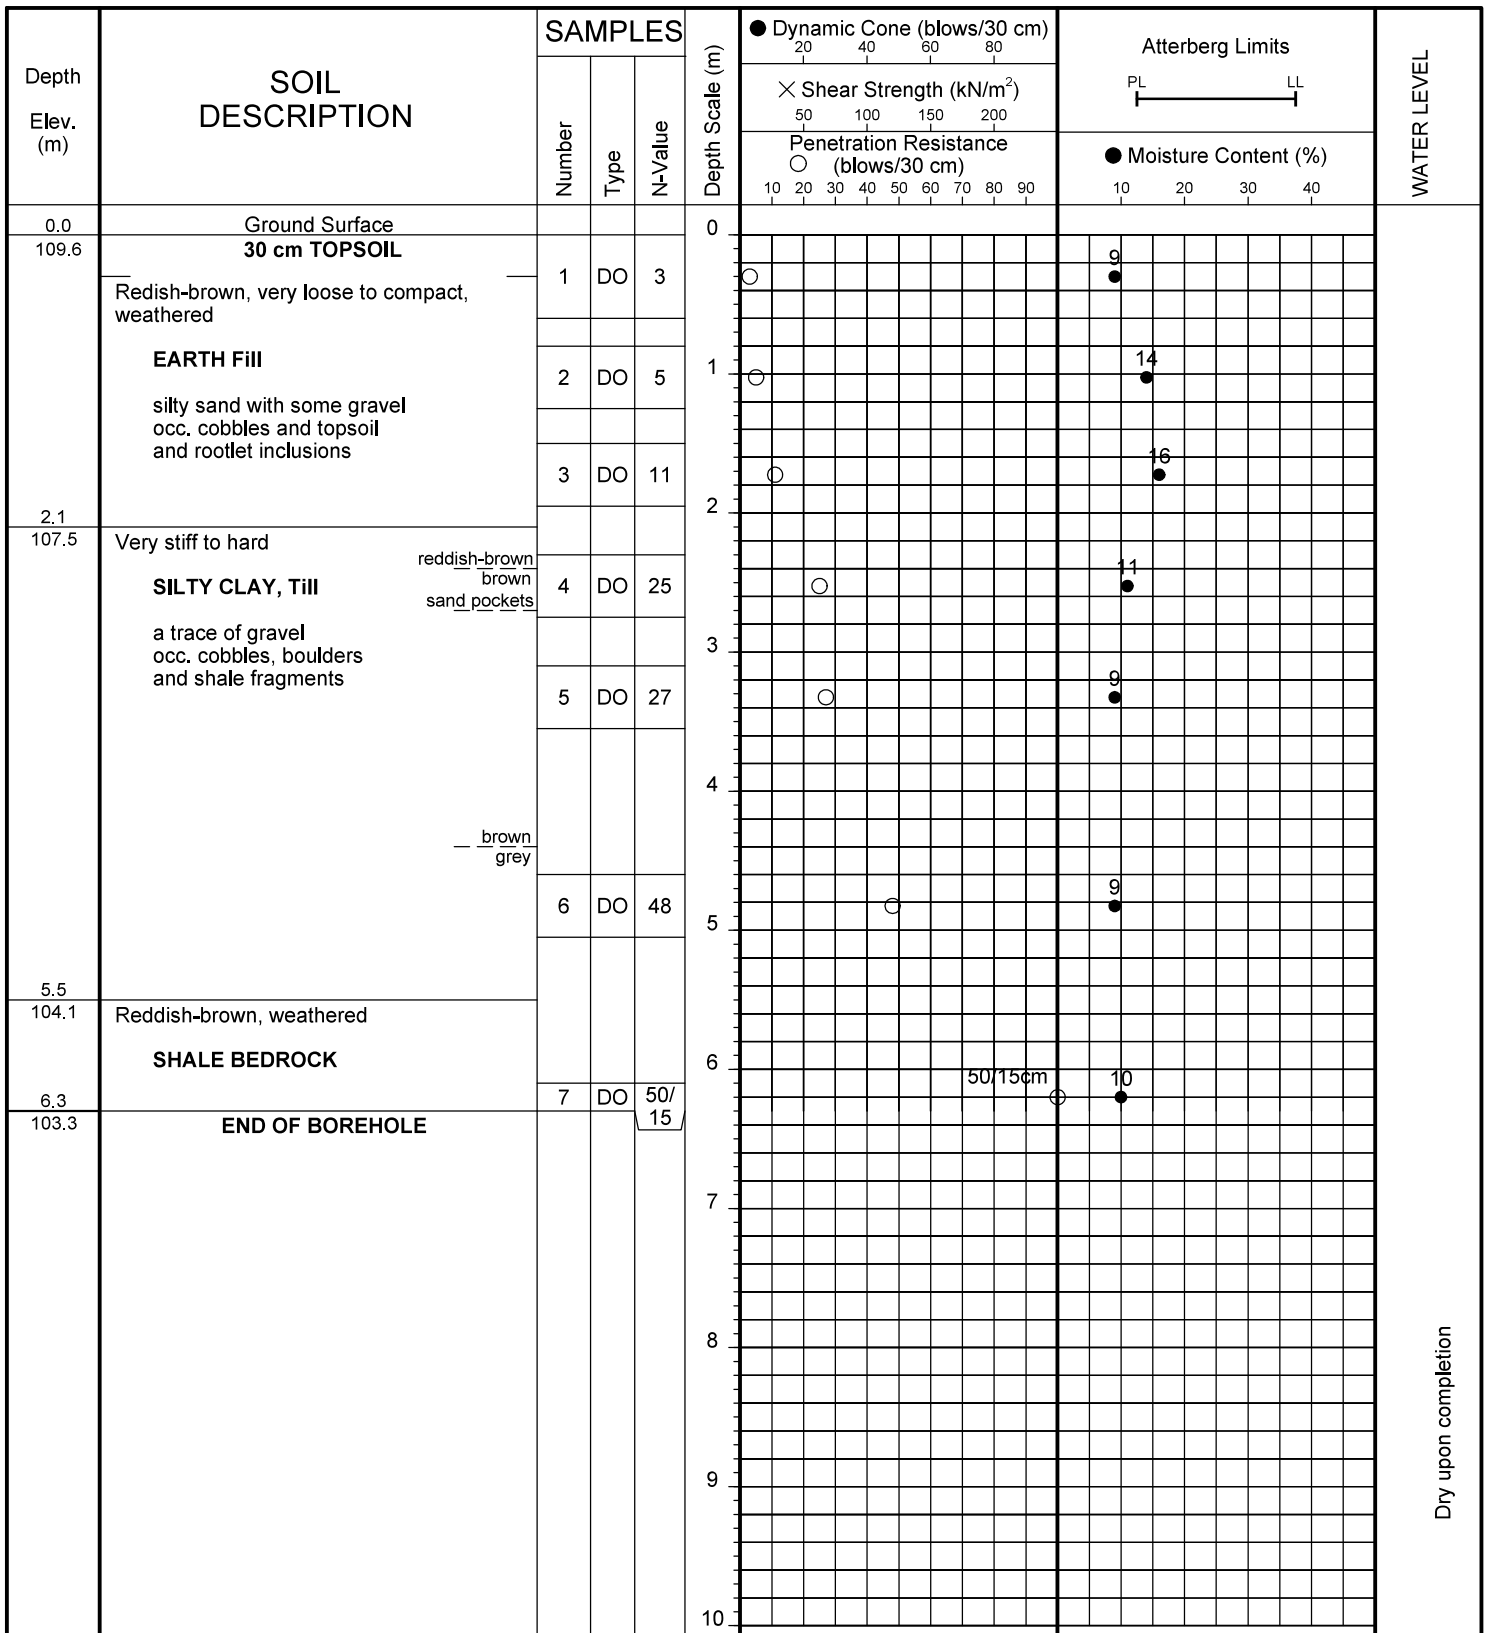 Depth
Elev.
(m)
SOIL
DESCRIPTION
SAMPLES
Number
Type
N-Value
Depth Scale (m)
● Dynamic Cone (blows/30 cm)
20 40 60 80
× Shear Strength (kN/m²)
50 100 150 200
Penetration Resistance
○ (blows/30 cm)
10 20 30 40 50 60 70 80 90
Atterberg Limits
PL LL
● Moisture Content (%)
10 20 30 40
WATER LEVEL
0.0 Ground Surface
0
109.6 30 cm TOPSOIL
9
1 DO 3
Redish-brown, very loose to compact,
weathered
EARTH Fill
1
14
2 DO 5
silty sand with some gravel
occ. cobbles and topsoil
and rootlet inclusions
16
3 DO 11
2
2.1
107.5 Very stiff to hard
reddish-brown
brown
11
SILTY CLAY, Till
4 DO 25
sand pockets
a trace of gravel
occ. cobbles, boulders
and shale fragments
3
9
5 DO 27
4
brown
grey
9
6 DO 48
5
5.5
104.1 Reddish-brown, weathered
SHALE BEDROCK
6
50/15cm 10
6.3
7 DO 50/
15
103.3 END OF BOREHOLE
7
8
9
10
Dry upon completion